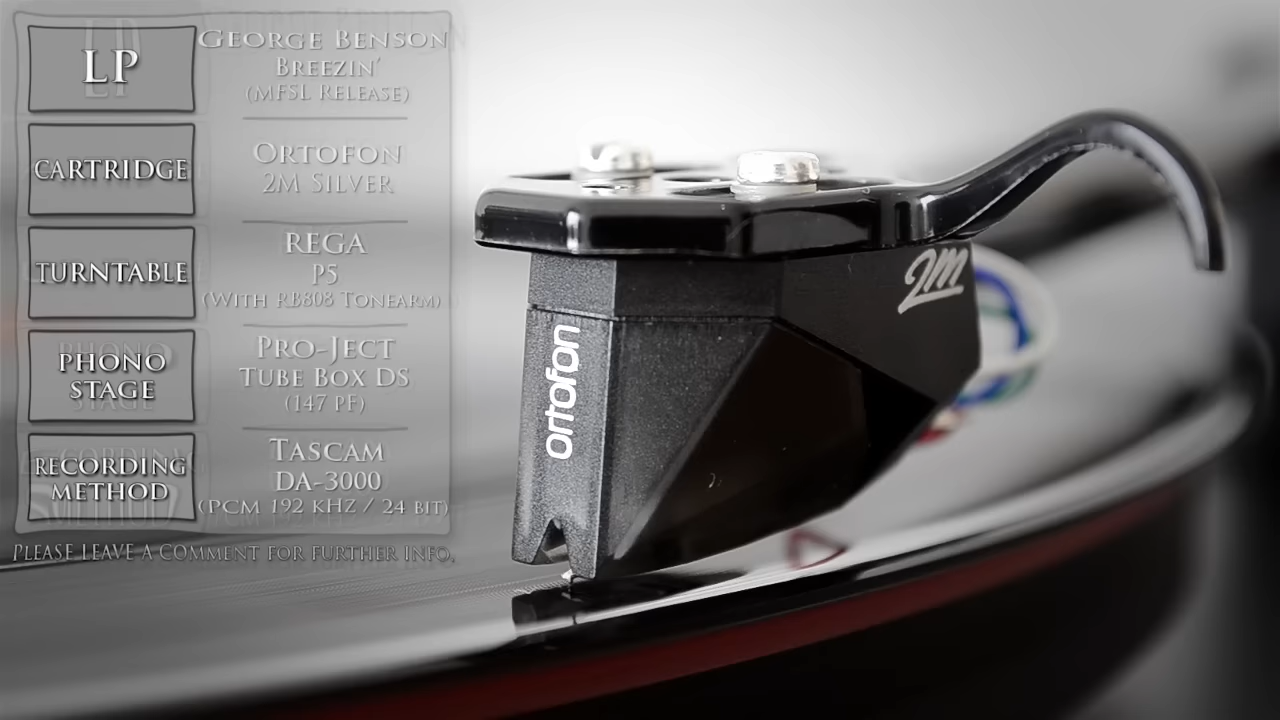 LP
George Benson
Breezin'
(MFSL Release)
CARTRIDGE
Ortofon
2M Silver
TURNTABLE
REGA
P5
(With RB808 Tonearm)
PHONO
STAGE
Pro-Ject
Tube Box DS
(147 pF)
RECORDING
METHOD
Tascam
DA-3000
(PCM 192 kHz / 24 bit)
Please leave a comment for further info.
2M
ortofon